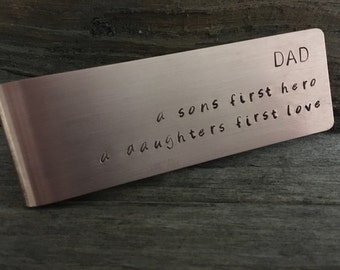 DAD
a sons first hero
a daughters first love